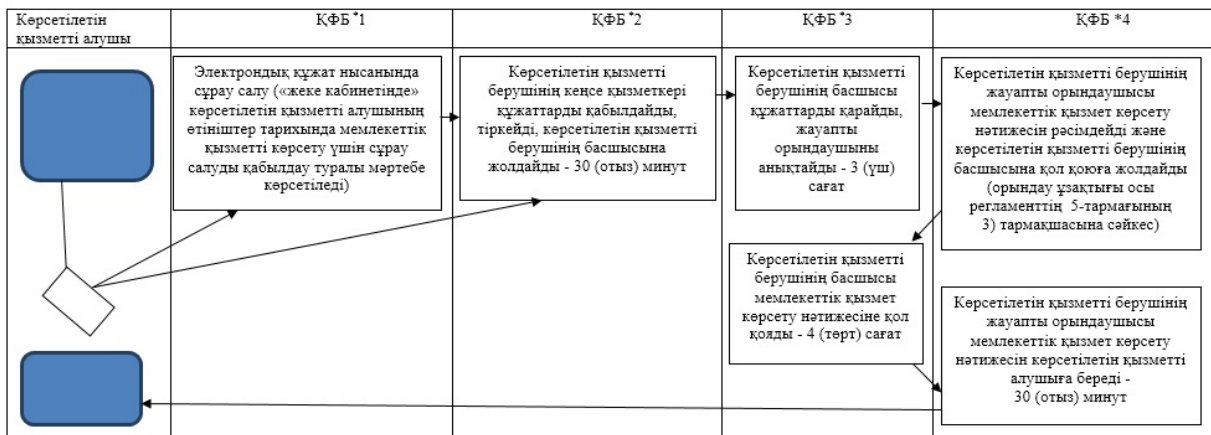 Көрсетілетін
қызметті алушы
ҚФБ *1
ҚФБ *2
ҚФБ *3
ҚФБ *4
Электрондық құжат нысанында
сұрау салу («жеке кабинетінде»
көрсетілетін қызметті алушының
өтініштер тарихында мемлекеттік
қызметті көрсету үшін сұрау
салуды қабылдау туралы мәртебе
көрсетіледі)
Көрсетілетін қызметті
берушінің кеңсе қызметкері
құжаттарды қабылдайды,
тіркейді, көрсетілетін қызметті
берушінің басшысына
жолдайды - 30 (отыз) минут
Көрсетілетін қызметті
берушінің басшысы
құжаттарды қарайды,
жауапты
орындаушыны
анықтайды - 3 (үш)
сағат
Көрсетілетін қызметті берушінің
жауапты орындаушысы
мемлекеттік қызмет көрсету
нәтижесін рәсімдейді және
көрсетілетін қызметті берушінің
басшысына қол қоюға жолдайды
(орындау ұзақтығы осы
регламенттің 5-тармағының
3) тармақшасына сәйкес)
Көрсетілетін қызметті
берушінің басшысы
мемлекеттік қызмет
көрсету нәтижесіне қол
қояды - 4 (төрт) сағат
Көрсетілетін қызметті берушінің
жауапты орындаушысы
мемлекеттік қызмет көрсету
нәтижесін көрсетілетін қызметті
алушыға береді -
30 (отыз) минут